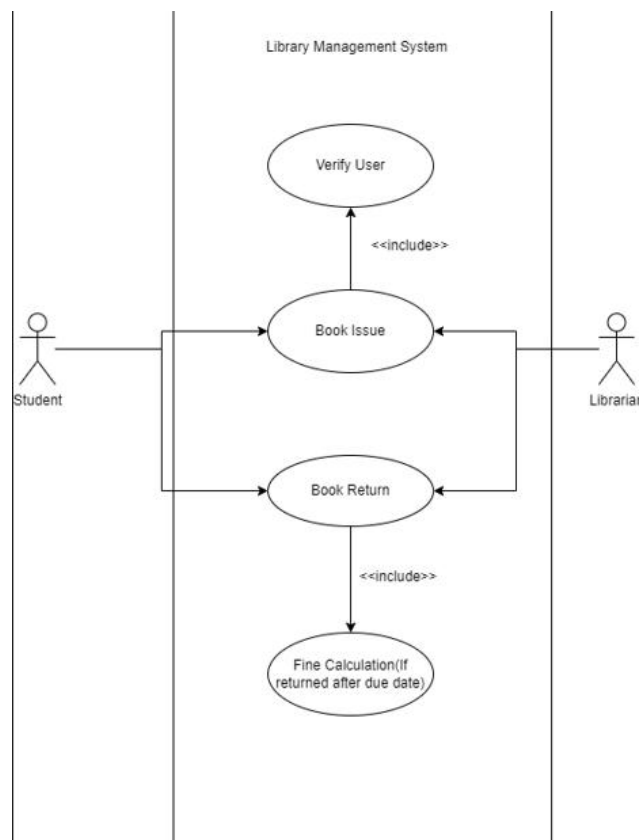 Library Management System
Verify User
<<include>>
Book Issue
Student
Librarian
Book Return
<<include>>
Fine Calculation(If
returned after due date)